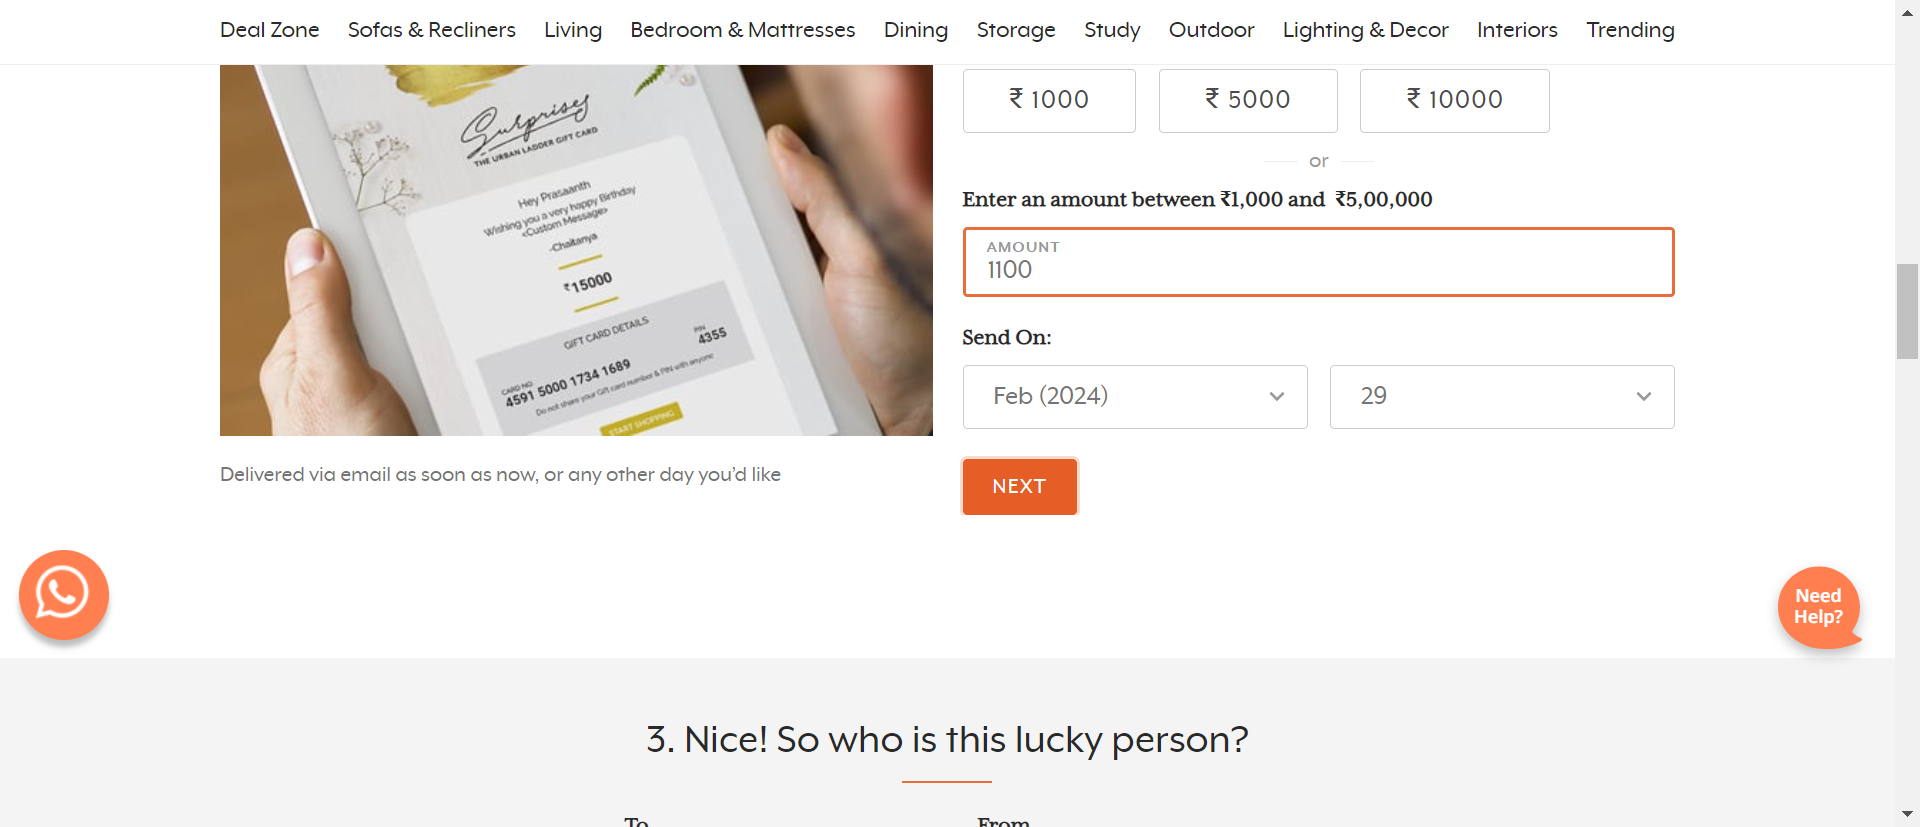 Deal Zone Sofas & Recliners Living Bedroom & Mattresses Dining Storage Study Outdoor Lighting & Decor Interiors Trending
Surprises
THE URBAN LADDER GIFT CARD
Hey Prasaanth
Wishing you a very happy Birthday
<Custom Message>
-Chaitanya
₹15000
GIFT CARD DETAILS
CARD NO.
4591 5000 1734 1689
PIN
4355
Do not share your Gift card number & PIN with anyone
START SHOPPING
Delivered via email as soon as now, or any other day you’d like
₹ 1000 ₹ 5000 ₹ 10000
or
Enter an amount between ₹1,000 and ₹5,00,000
AMOUNT
1100
Send On:
Feb (2024) 29
NEXT
Need
Help?
3. Nice! So who is this lucky person?
To From